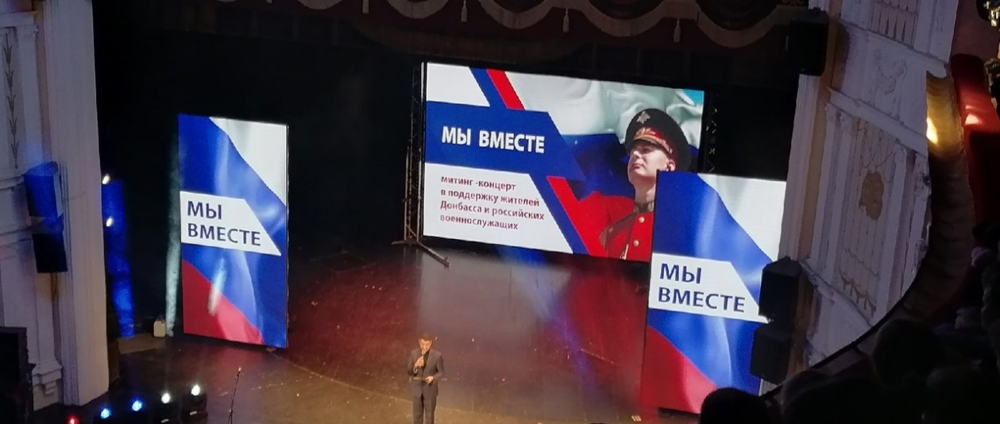 МЫ
ВМЕСТЕ
МЫ ВМЕСТЕ
митинг-концерт
в поддержку жителей
Донбасса и российских
военнослужащих
МЫ
ВМЕСТЕ